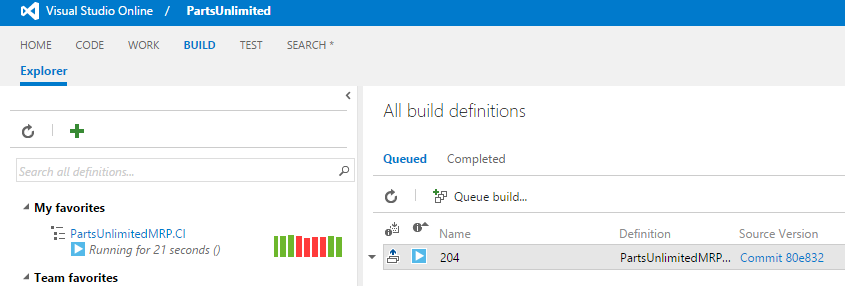 Visual Studio Online / PartsUnlimited
HOME CODE WORK BUILD TEST SEARCH *
Explorer
All build definitions
Queued Completed
Search all definitions...
Queue build...
My favorites
PartsUnlimitedMRP.CI
Running for 21 seconds ()
Team favorites
Name Definition Source Version
204 PartsUnlimitedMRP... Commit 80e832